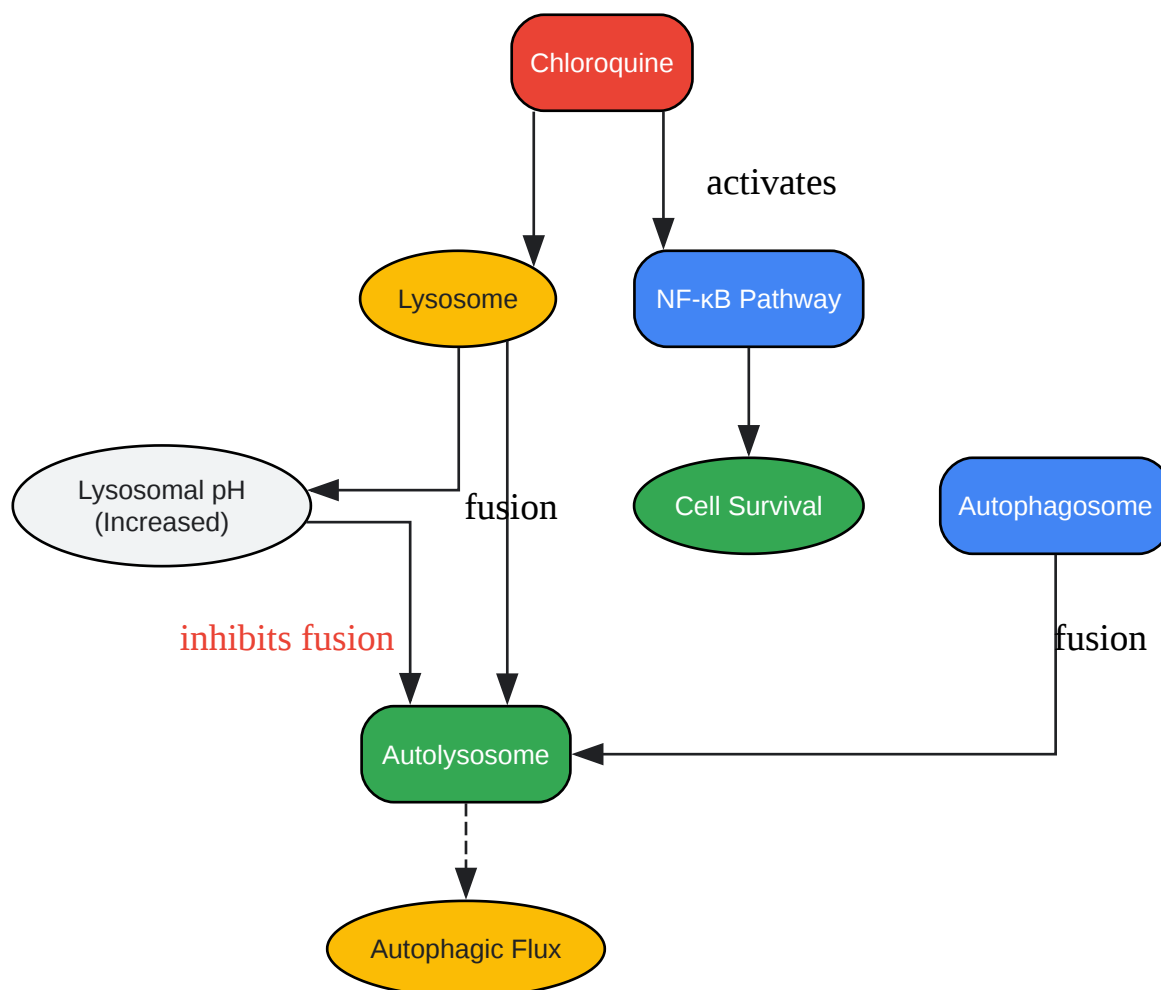 Chloroquine
activates
Lysosome
NF-κB Pathway
Lysosomal pH
(Increased)
fusion
Cell Survival
Autophagosome
inhibits fusion
fusion
Autolysosome
Autophagic Flux